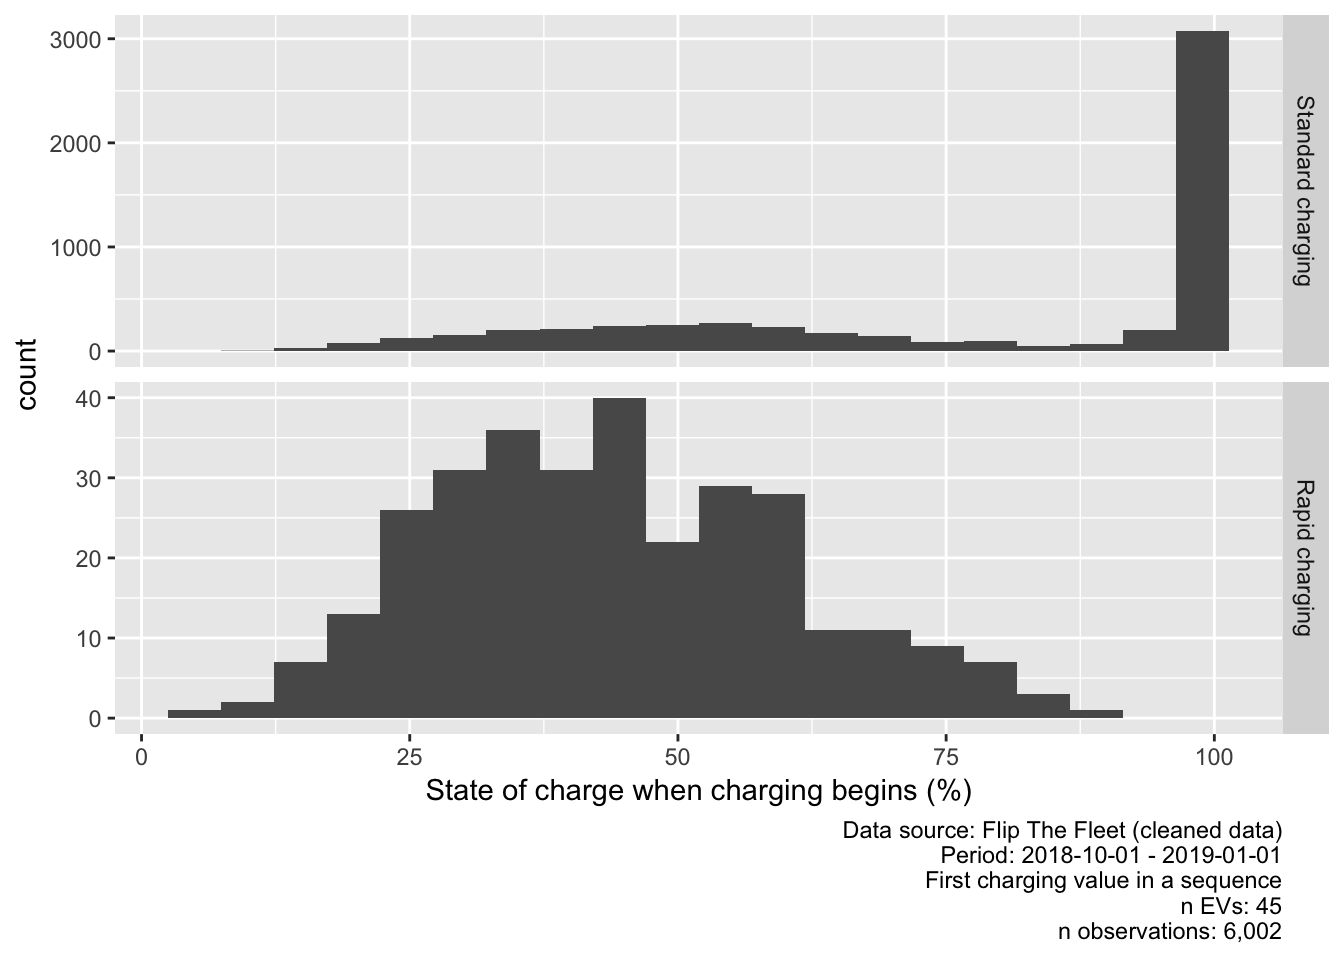 3000
2000
1000
0
Standard charging
count
40
30
20
10
0
Rapid charging
0 25 50 75 100
State of charge when charging begins (%)
Data source: Flip The Fleet (cleaned data)
Period: 2018-10-01 - 2019-01-01
First charging value in a sequence
n EVs: 45
n observations: 6,002